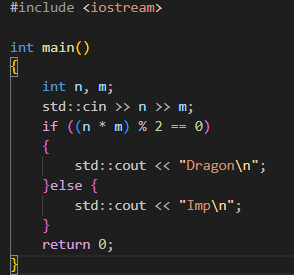 #include <iostream>

int main()
{
    int n, m;
    std::cin >> n >> m;
    if ((n * m) % 2 == 0)
    {
        std::cout << "Dragon\n";
    }else {
        std::cout << "Imp\n";
    }
    return 0;
}